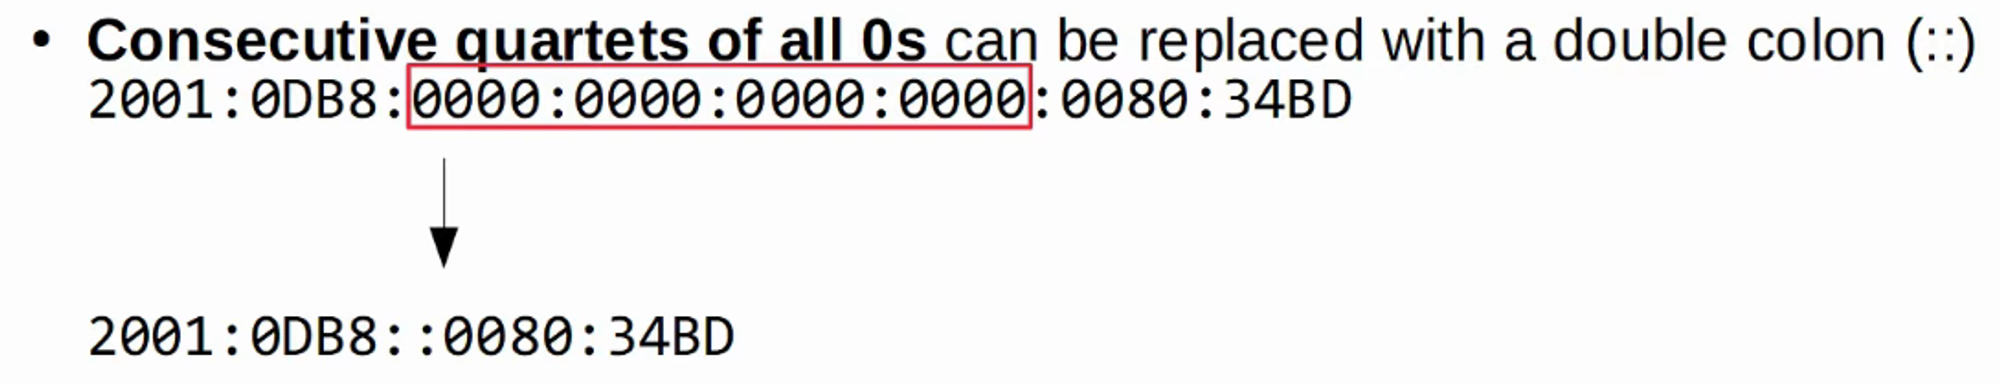 • Consecutive quartets of all 0s can be replaced with a double colon (::)
2001:0DB8:0000:0000:0000:0000:0080:34BD
2001:0DB8::0080:34BD